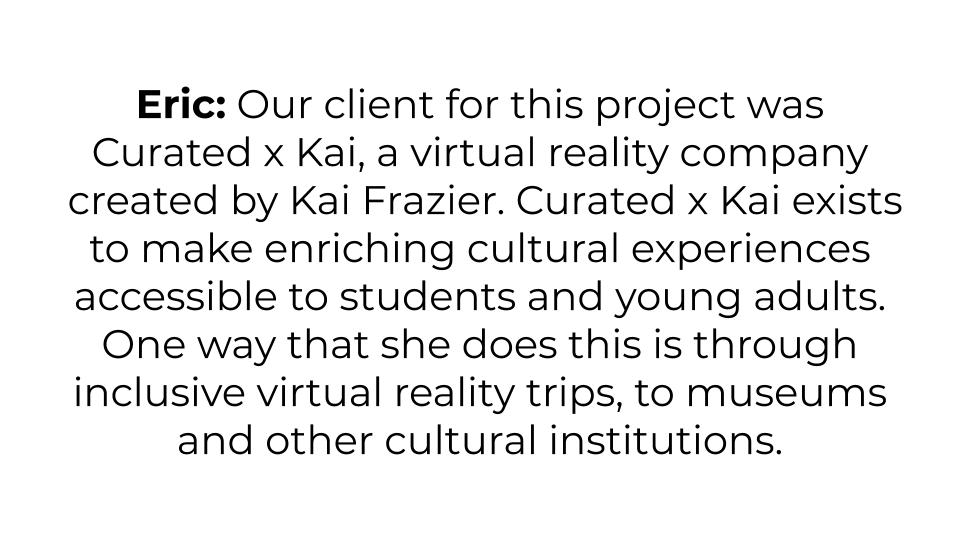 Eric: Our client for this project was
Curated x Kai, a virtual reality company
created by Kai Frazier. Curated x Kai exists
to make enriching cultural experiences
accessible to students and young adults.
One way that she does this is through
inclusive virtual reality trips, to museums
and other cultural institutions.